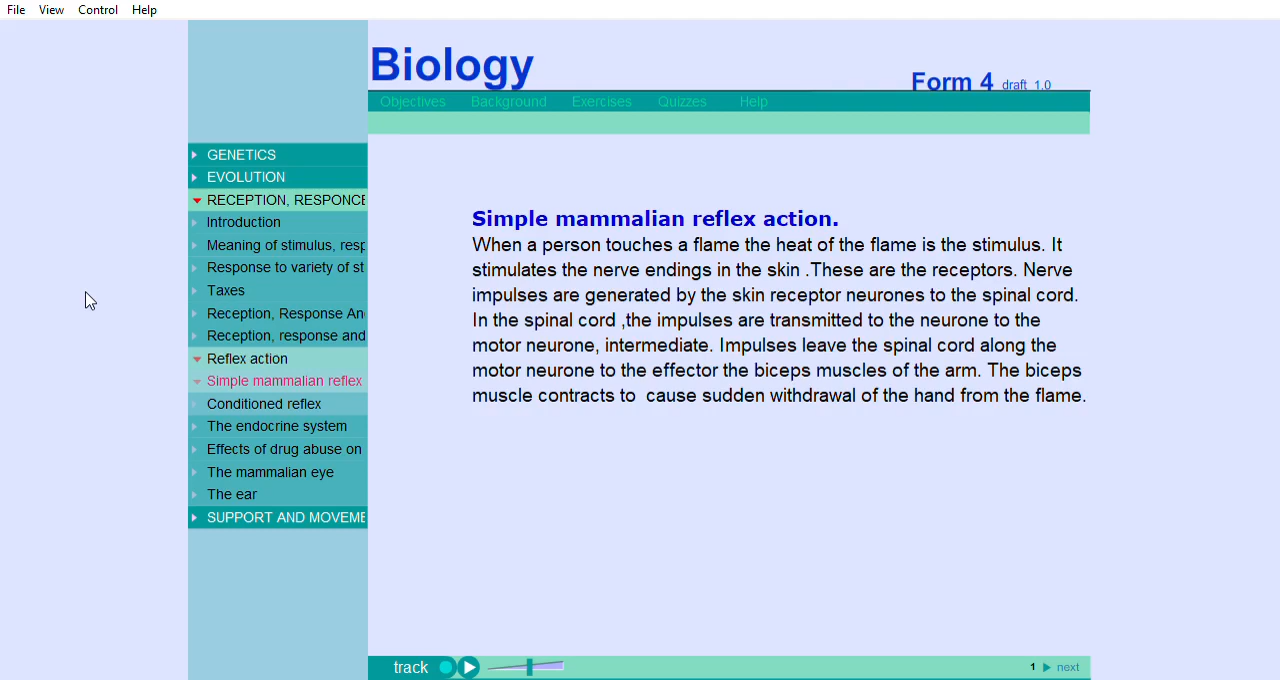 File View Control Help
Biology
Form 4 draft 1.0
Objectives Background Exercises Quizzes Help
GENETICS
EVOLUTION
RECEPTION, RESPONCE
Introduction
Meaning of stimulus, resp
Response to variety of st
Taxes
Reception, Response An
Reception, response and
Reflex action
Simple mammalian reflex
Conditioned reflex
The endocrine system
Effects of drug abuse on
The mammalian eye
The ear
SUPPORT AND MOVEME
Simple mammalian reflex action.
When a person touches a flame the heat of the flame is the stimulus. It
stimulates the nerve endings in the skin .These are the receptors. Nerve
impulses are generated by the skin receptor neurones to the spinal cord.
In the spinal cord ,the impulses are transmitted to the neurone to the
motor neurone, intermediate. Impulses leave the spinal cord along the
motor neurone to the effector the biceps muscles of the arm. The biceps
muscle contracts to  cause sudden withdrawal of the hand from the flame.
track
1 next